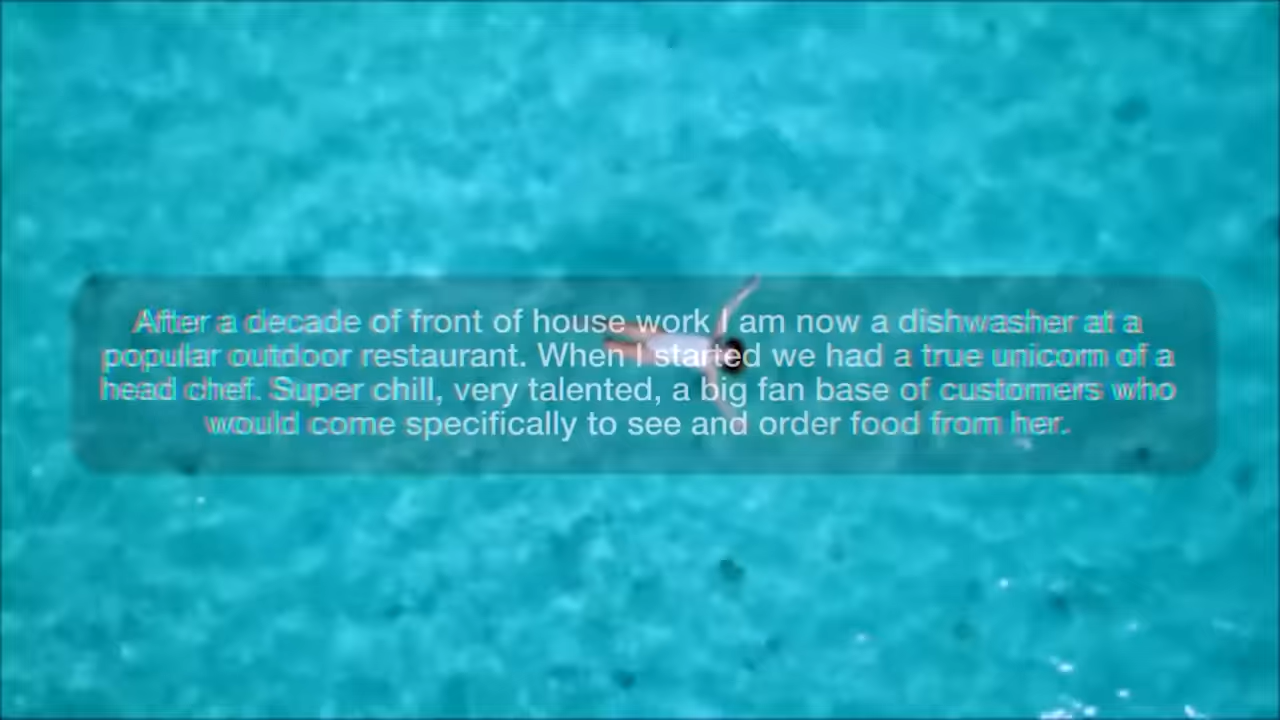 After a decade of front of house work I am now a dishwasher at a
popular outdoor restaurant. When I started we had a true unicorn of a
head chef. Super chill, very talented, a big fan base of customers who
would come specifically to see and order food from her.